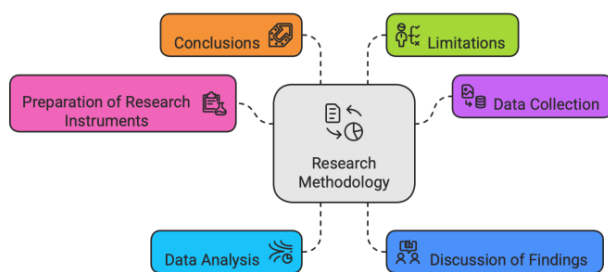 Conclusions
Limitations
Preparation of Research
Instruments
Data Collection
Research
Methodology
Data Analysis
Discussion of Findings